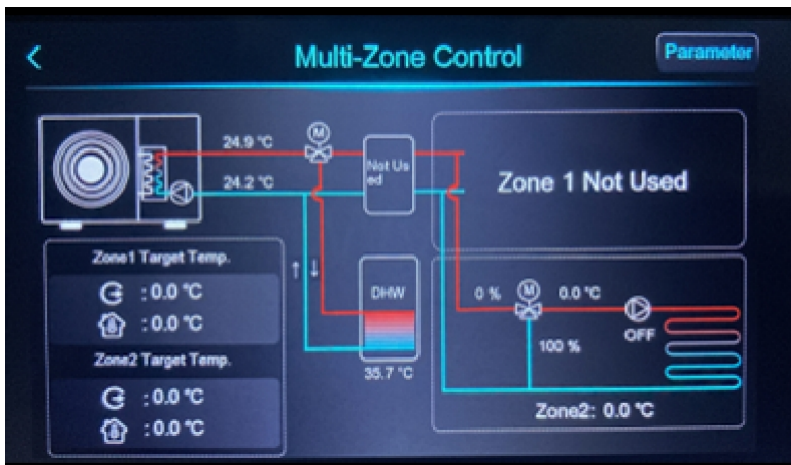 Multi-Zone Control
Parameter
24.9 °C
M
24.2 °C
Not Us
ed
Zone 1 Not Used
Zone1 Target Temp.
: 0.0 °C
: 0.0 °C
Zone2 Target Temp.
: 0.0 °C
: 0.0 °C
DHW
35.7 °C
0 %
M
0.0 °C
OFF
100 %
Zone2: 0.0 °C